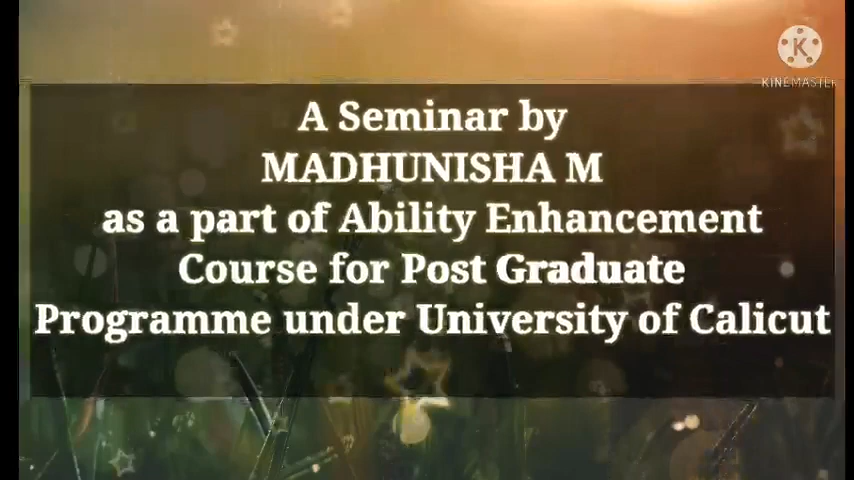 K
KINEMASTER
A Seminar by
MADHUNISHA M
as a part of Ability Enhancement
Course for Post Graduate
Programme under University of Calicut